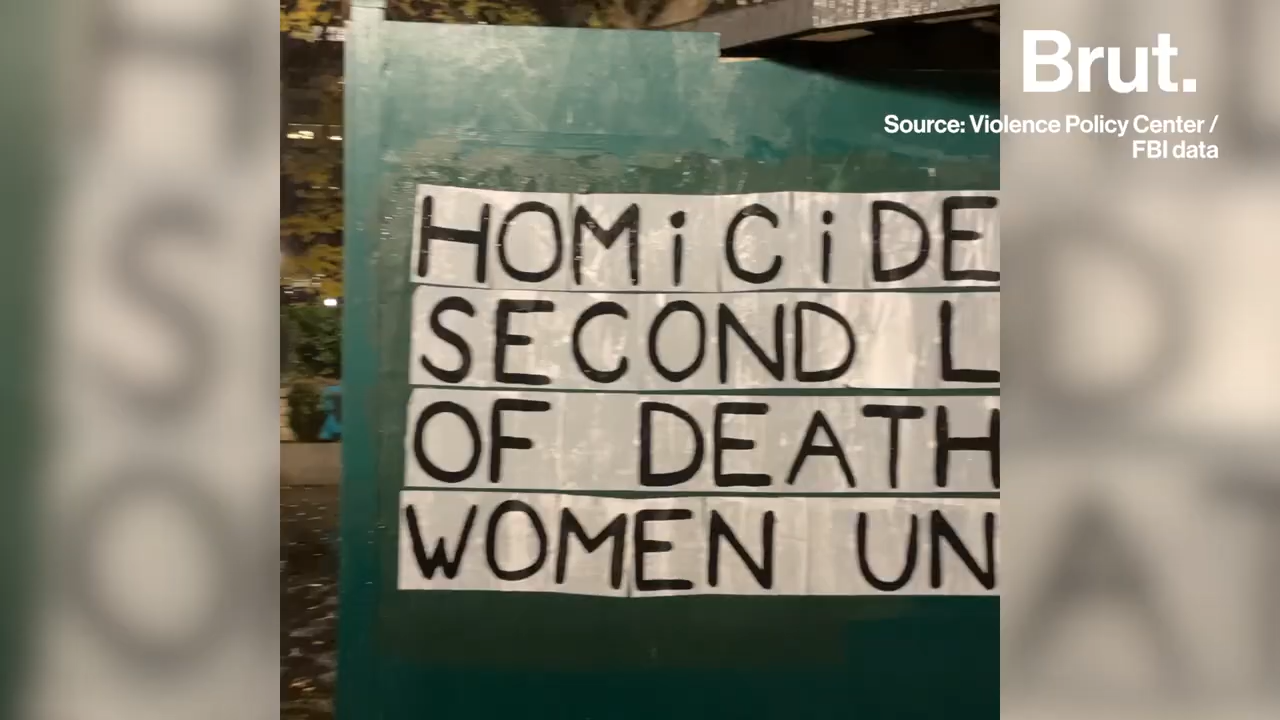 Brut.
Source: Violence Policy Center /
FBI data
HOMiCiDE
SECOND L
OF DEATH
WOMEN UN